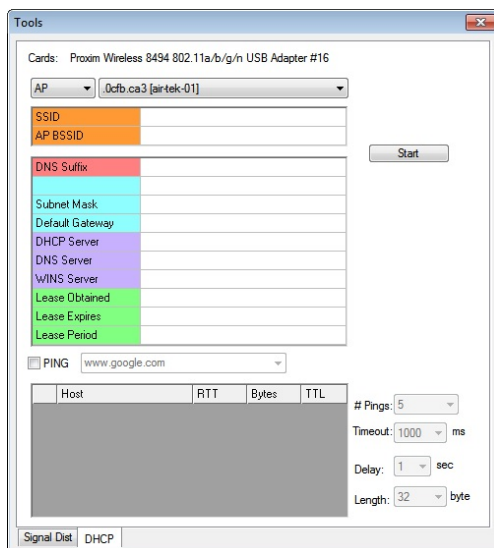 Tools
Cards: Proxim Wireless 8494 802.11a/b/g/n USB Adapter #16
AP .0cfb.ca3 [air-tek-01]
SSID
AP BSSID
Start
DNS Suffix
Subnet Mask
Default Gateway
DHCP Server
DNS Server
WINS Server
Lease Obtained
Lease Expires
Lease Period
PING www.google.com
Host RTT Bytes TTL
# Pings: 5
Timeout: 1000 ms
Delay: 1 sec
Length: 32 byte
Signal Dist DHCP